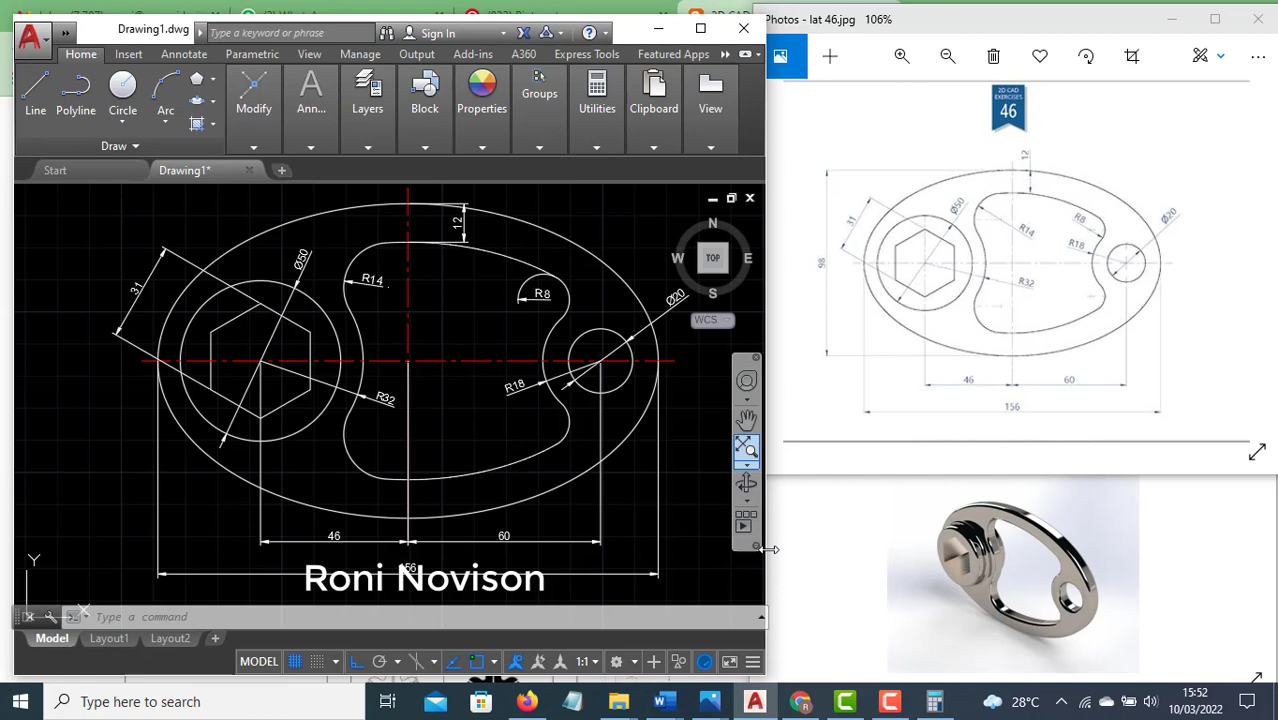 Drawing1.dwg
Type a keyword or phrase
Sign In
Photos - lat 46.jpg 106%
Home Insert Annotate Parametric View Manage Output Add-ins A360 Express Tools Featured Apps
Line Polyline Circle Arc
Modify
Ann...
Layers
Block
Properties
Groups
Utilities
Clipboard
View
Draw
Start Drawing1*
2D CAD
EXERCISES
46
12
Ø50
31
R14
R8
Ø20
R18
R32
46
60
N
W TOP E
S
WCS
Y
X
Roni Novison
12
Ø50
31
R8
R14
Ø20
R18
98
R32
46
60
156
Type a command
Model Layout1 Layout2
MODEL
1:1
Type here to search
28°C
15:52
10/03/2022